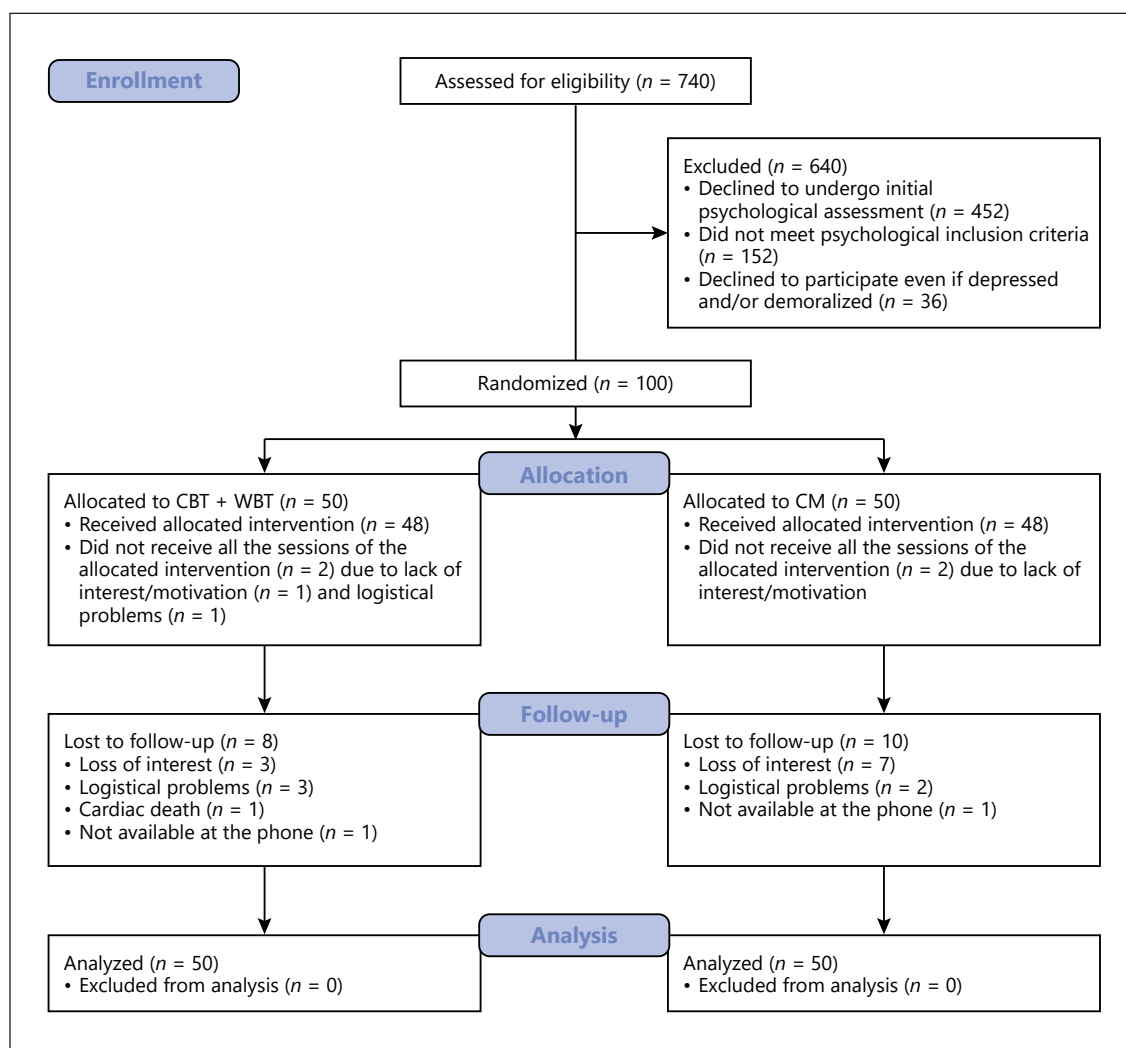 Enrollment
Assessed for eligibility (n = 740)
Excluded (n = 640)
• Declined to undergo initial
psychological assessment (n = 452)
• Did not meet psychological inclusion criteria
(n = 152)
• Declined to participate even if depressed
and/or demoralized (n = 36)
Randomized (n = 100)
Allocation
Allocated to CBT + WBT (n = 50)
• Received allocated intervention (n = 48)
• Did not receive all the sessions of the
allocated intervention (n = 2) due to lack of
interest/motivation (n = 1) and logistical
problems (n = 1)
Allocated to CM (n = 50)
• Received allocated intervention (n = 48)
• Did not receive all the sessions of the
allocated intervention (n = 2) due to lack of
interest/motivation
Follow-up
Lost to follow-up (n = 8)
• Loss of interest (n = 3)
• Logistical problems (n = 3)
• Cardiac death (n = 1)
• Not available at the phone (n = 1)
Lost to follow-up (n = 10)
• Loss of interest (n = 7)
• Logistical problems (n = 2)
• Not available at the phone (n = 1)
Analysis
Analyzed (n = 50)
• Excluded from analysis (n = 0)
Analyzed (n = 50)
• Excluded from analysis (n = 0)